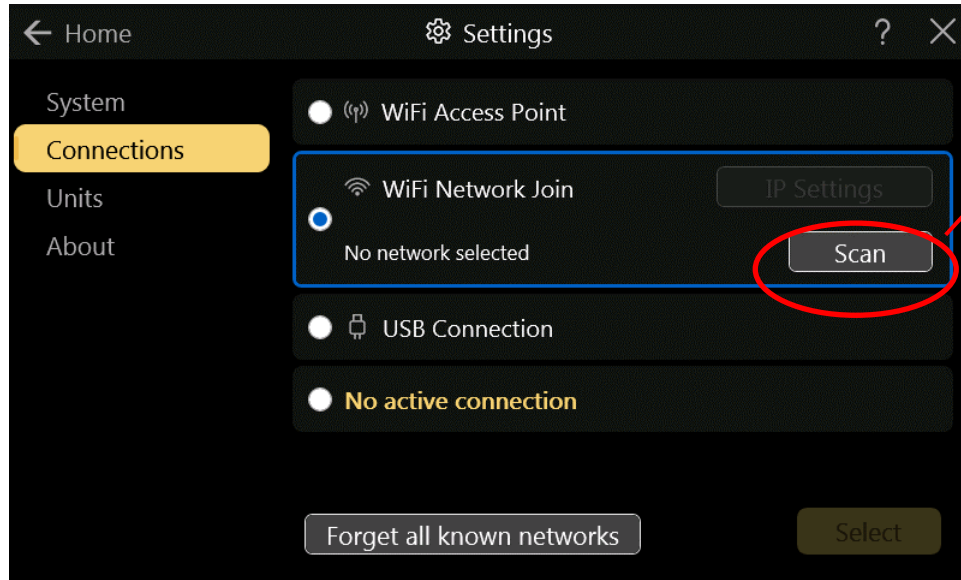 Home
Settings
?
System
Connections
Units
About
WiFi Access Point
WiFi Network Join
IP Settings
No network selected
Scan
USB Connection
No active connection
Forget all known networks
Select